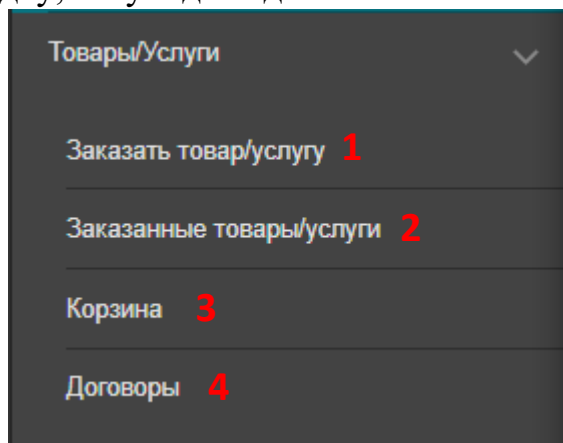 Товары/Услуги
Заказать товар/услугу 1
Заказанные товары/услуги 2
Корзина 3
Договоры 4